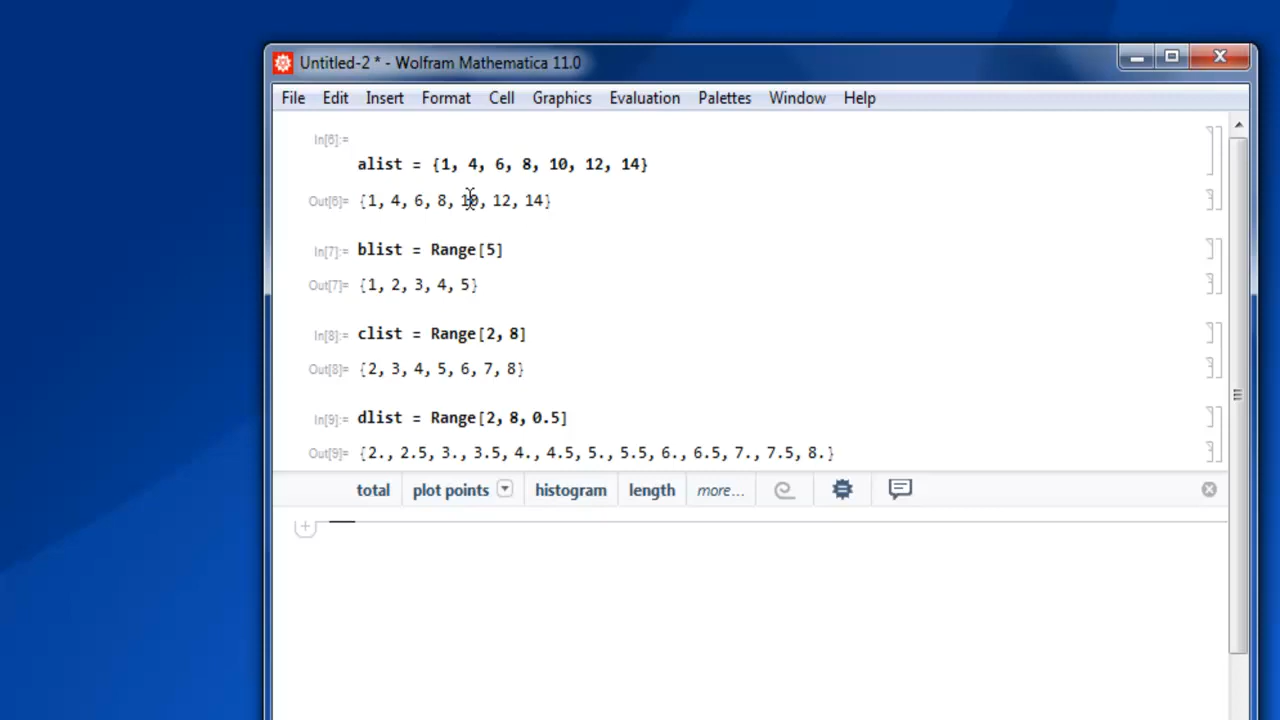 Untitled-2 * - Wolfram Mathematica 11.0
File Edit Insert Format Cell Graphics Evaluation Palettes Window Help
In[6]:=
alist = {1, 4, 6, 8, 10, 12, 14}
Out[6]= {1, 4, 6, 8, 10, 12, 14}
In[7]:= blist = Range[5]
Out[7]= {1, 2, 3, 4, 5}
In[8]:= clist = Range[2, 8]
Out[8]= {2, 3, 4, 5, 6, 7, 8}
In[9]:= dlist = Range[2, 8, 0.5]
Out[9]= {2., 2.5, 3., 3.5, 4., 4.5, 5., 5.5, 6., 6.5, 7., 7.5, 8.}
total plot points histogram length more...